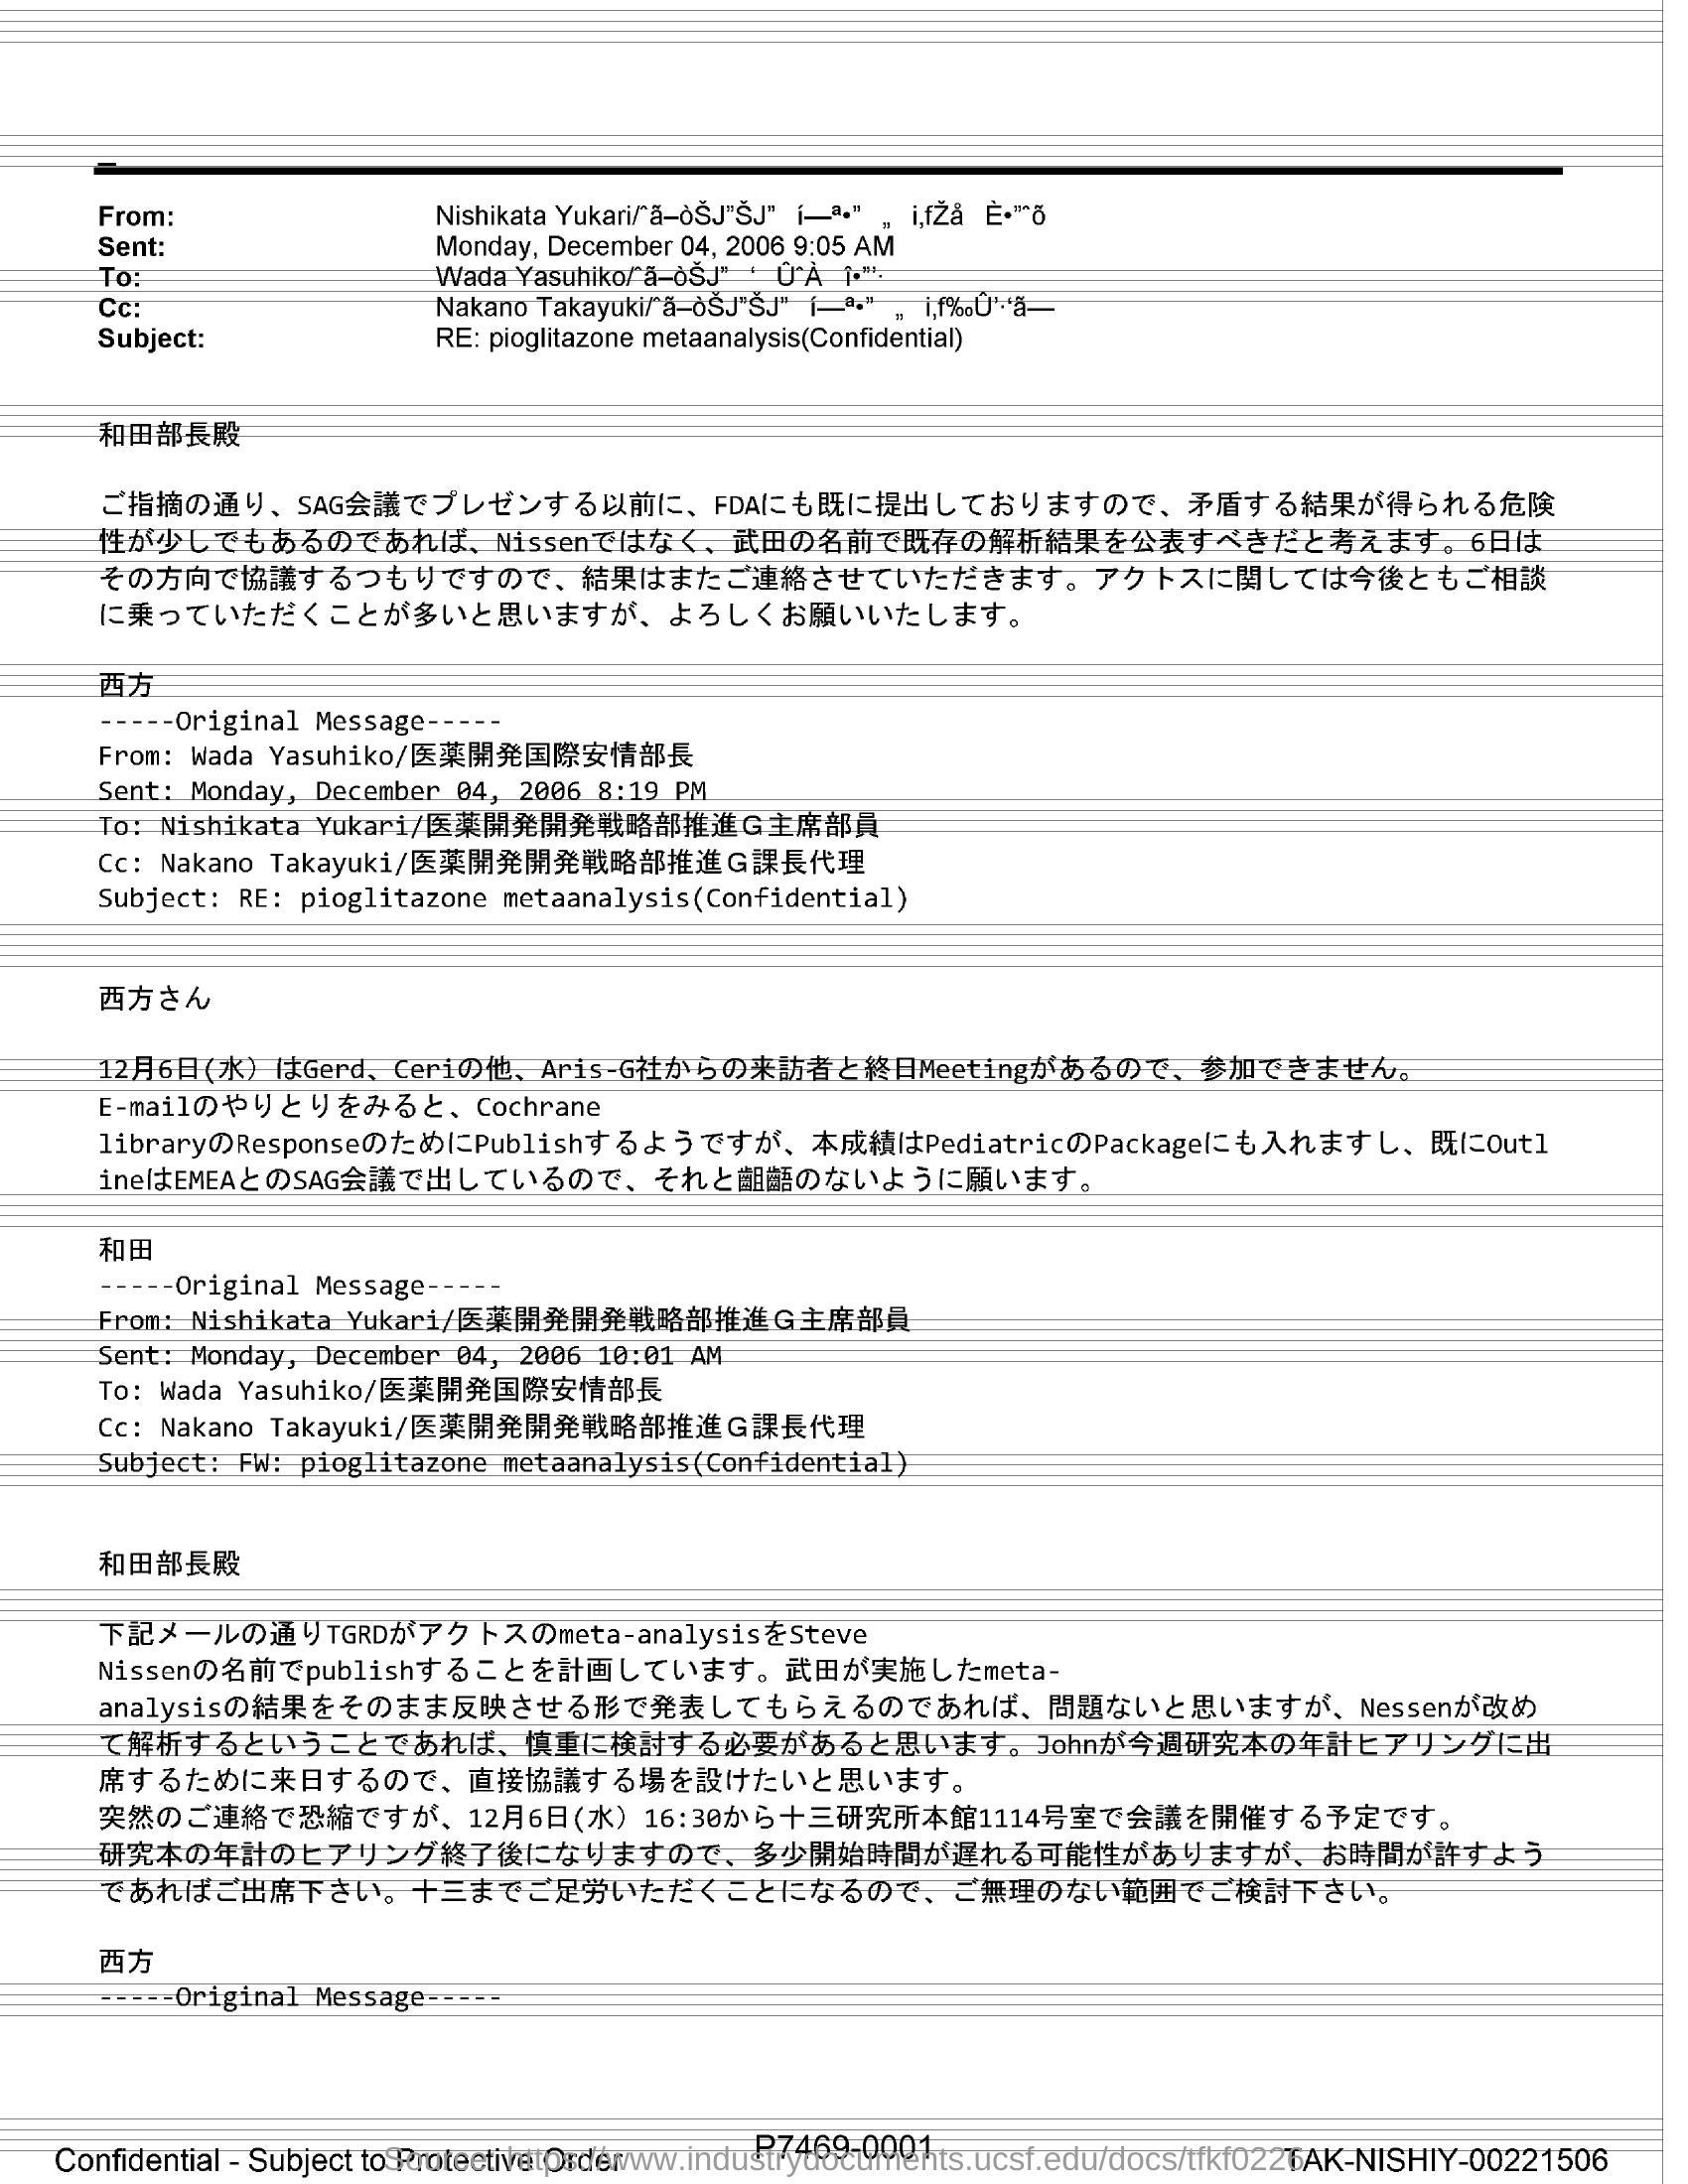 From: Nishikata Yukari/ˆã–òŠJ”ŠJ” í—ª•” „ i‚fŽå È•”ˆõ
Sent: Monday, December 04, 2006 9:05 AM
To: Wada Yasuhiko/ˆã–òŠJ” ‘ ÛˆÀ î•”’·
Cc: Nakano Takayuki/ˆã–òŠJ”ŠJ” í—ª•” „ i‚f‰Û’·‘ã—
Subject: RE: pioglitazone metaanalysis(Confidential)
和田部長殿
ご指摘の通り、SAG会議でプレゼンする以前に、FDAにも既に提出しておりますので、矛盾する結果が得られる危険
性が少しでもあるのであれば、Nissenではなく、武田の名前で既存の解析結果を公表すべきだと考えます。6日は
その方向で協議するつもりですので、結果はまたご連絡させていただきます。アクトスに関しては今後ともご相談
に乗っていただくことが多いと思いますが、よろしくお願いいたします。
西方
-----Original Message-----
From: Wada Yasuhiko/医薬開発国際安情部長
Sent: Monday, December 04, 2006 8:19 PM
To: Nishikata Yukari/医薬開発開発戦略部推進Ｇ主席部員
Cc: Nakano Takayuki/医薬開発開発戦略部推進Ｇ課長代理
Subject: RE: pioglitazone metaanalysis(Confidential)
西方さん
12月6日(水）はGerd、Ceriの他、Aris-G社からの来訪者と終日Meetingがあるので、参加できません。
E-mailのやりとりをみると、Cochrane
libraryのResponseのためにPublishするようですが、本成績はPediatricのPackageにも入れますし、既にOutl
ineはEMEAとのSAG会議で出しているので、それと齟齬のないように願います。
和田
-----Original Message-----
From: Nishikata Yukari/医薬開発開発戦略部推進Ｇ主席部員
Sent: Monday, December 04, 2006 10:01 AM
To: Wada Yasuhiko/医薬開発国際安情部長
Cc: Nakano Takayuki/医薬開発開発戦略部推進Ｇ課長代理
Subject: FW: pioglitazone metaanalysis(Confidential)
和田部長殿
下記メールの通りTGRDがアクトスのmeta-analysisをSteve
Nissenの名前でpublishすることを計画しています。武田が実施したmeta-
analysisの結果をそのまま反映させる形で発表してもらえるのであれば、問題ないと思いますが、Nessenが改め
て解析するということであれば、慎重に検討する必要があると思います。Johnが今週研究本の年計ヒアリングに出
席するために来日するので、直接協議する場を設けたいと思います。
突然のご連絡で恐縮ですが、12月6日(水）16:30から十三研究所本館1114号室で会議を開催する予定です。
研究本の年計のヒアリング終了後になりますので、多少開始時間が遅れる可能性がありますが、お時間が許すよう
であればご出席下さい。十三までご足労いただくことになるので、ご無理のない範囲でご検討下さい。
西方
-----Original Message-----
P7469-0001
Confidential - Subject to Protective Order
Source: https://www.industrydocuments.ucsf.edu/docs/tfkf0226
TAK-NISHIY-00221506